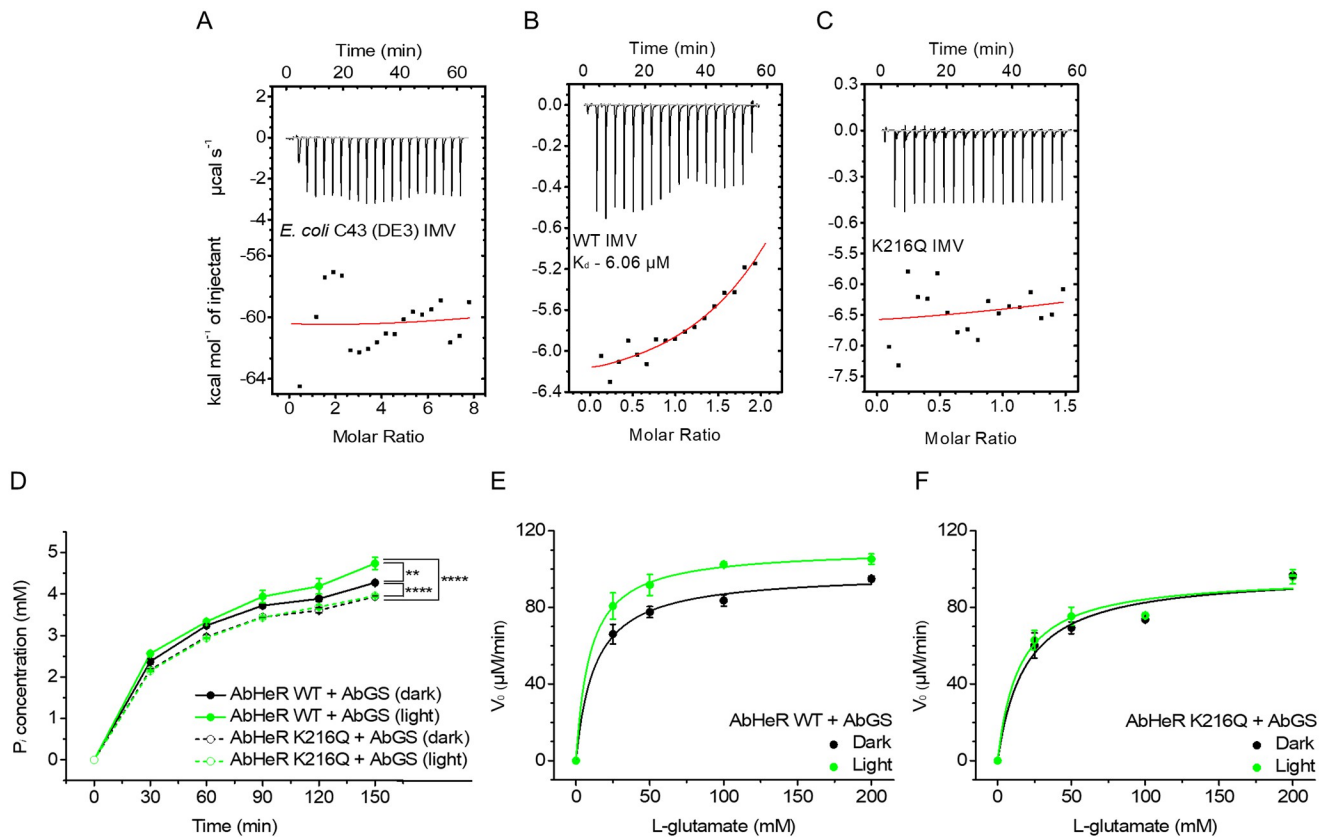 A
B
C
Time (min)
Time (min)
Time (min)
0 20 40 60
0 10 20 30 40 50 60
0 10 20 30 40 50 60
µcal s⁻¹
2
0
-2
-4
0.0
-0.2
-0.4
-0.6
0.3
0.0
-0.3
-0.6
E. coli C43 (DE3) IMV
WT IMV
K_d - 6.06 µM
K216Q IMV
kcal mol⁻¹ of injectant
-56
-60
-64
-5.2
-5.6
-6.0
-6.4
-5.5
-6.0
-6.5
-7.0
-7.5
0 2 4 6 8
0.0 0.5 1.0 1.5 2.0
0.0 0.5 1.0 1.5
Molar Ratio
Molar Ratio
Molar Ratio
D
P𝑖 concentration (mM)
5
4
3
2
1
0
**
****
****
AbHeR WT + AbGS (dark)
AbHeR WT + AbGS (light)
AbHeR K216Q + AbGS (dark)
AbHeR K216Q + AbGS (light)
0 30 60 90 120 150
Time (min)
E
V₀ (µM/min)
120
80
40
0
AbHeR WT + AbGS
Dark
Light
0 50 100 150 200
L-glutamate (mM)
F
V₀ (µM/min)
120
80
40
0
AbHeR K216Q + AbGS
Dark
Light
0 50 100 150 200
L-glutamate (mM)